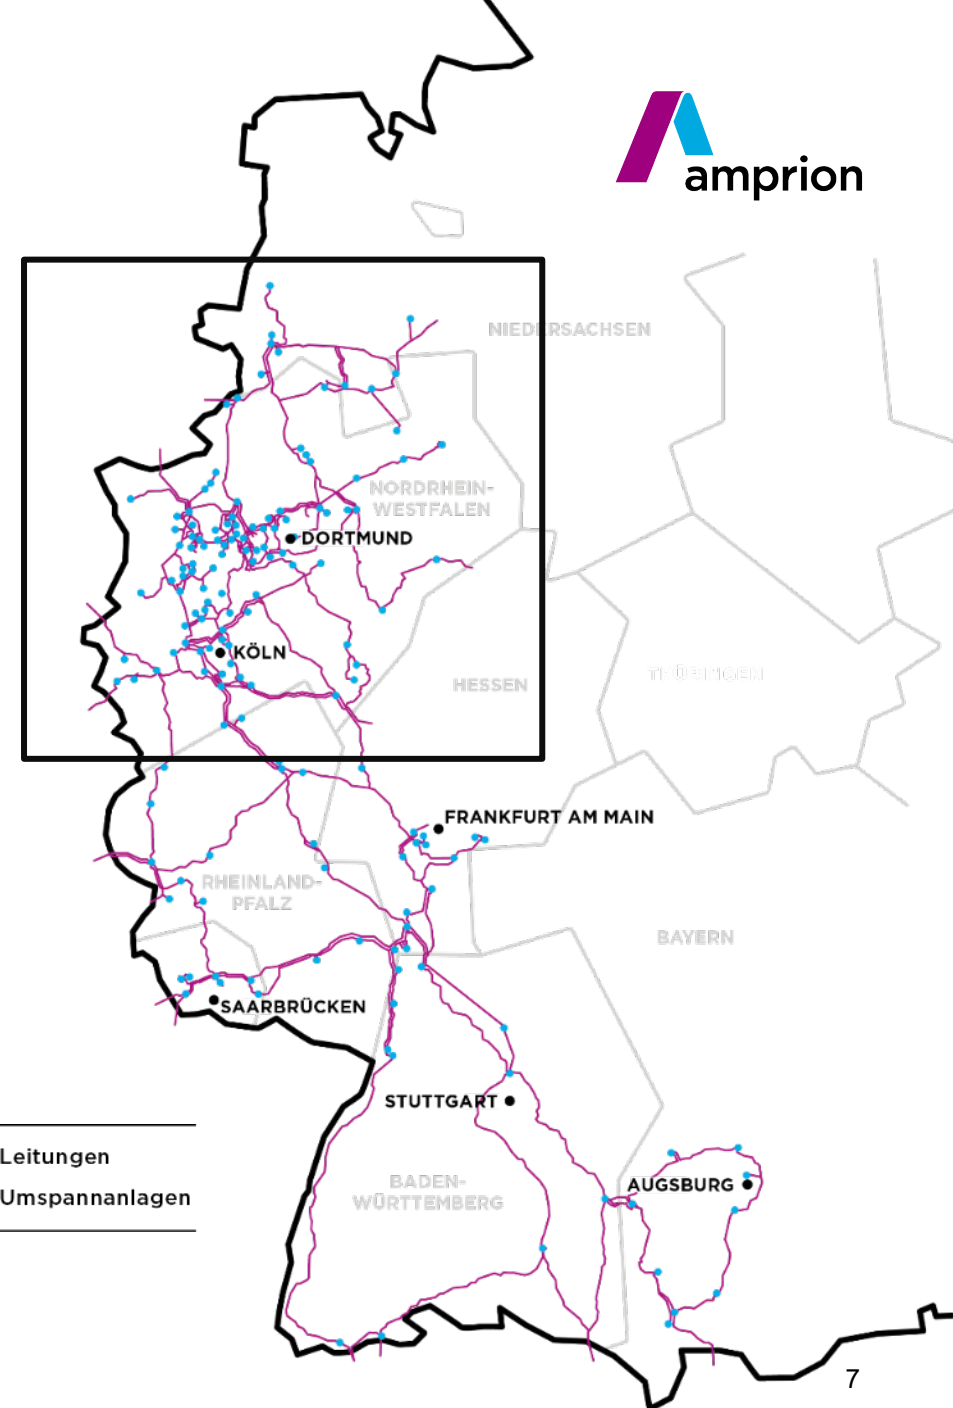 amprion
NIEDERSACHSEN
NORDRHEIN-
WESTFALEN
DORTMUND
KÖLN
HESSEN
THÜRINGEN
FRANKFURT AM MAIN
RHEINLAND-
PFALZ
BAYERN
SAARBRÜCKEN
STUTTGART
Leitungen
Umspannanlagen
BADEN-
WÜRTTEMBERG
AUGSBURG
7